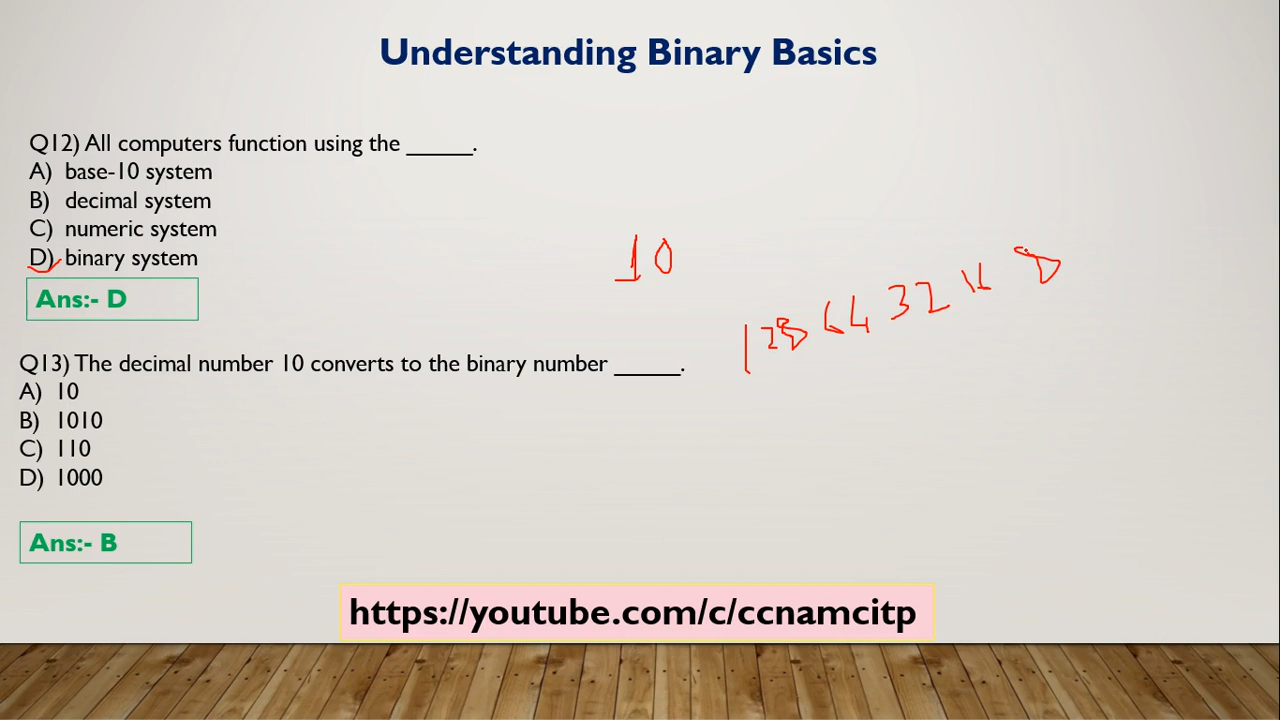 Understanding Binary Basics
Q12) All computers function using the _____.
A) base-10 system
B) decimal system
C) numeric system
D) binary system
Ans:- D
10
128 64 32 16 8
Q13) The decimal number 10 converts to the binary number _____.
A) 10
B) 1010
C) 110
D) 1000
Ans:- B
https://youtube.com/c/ccnamcitp